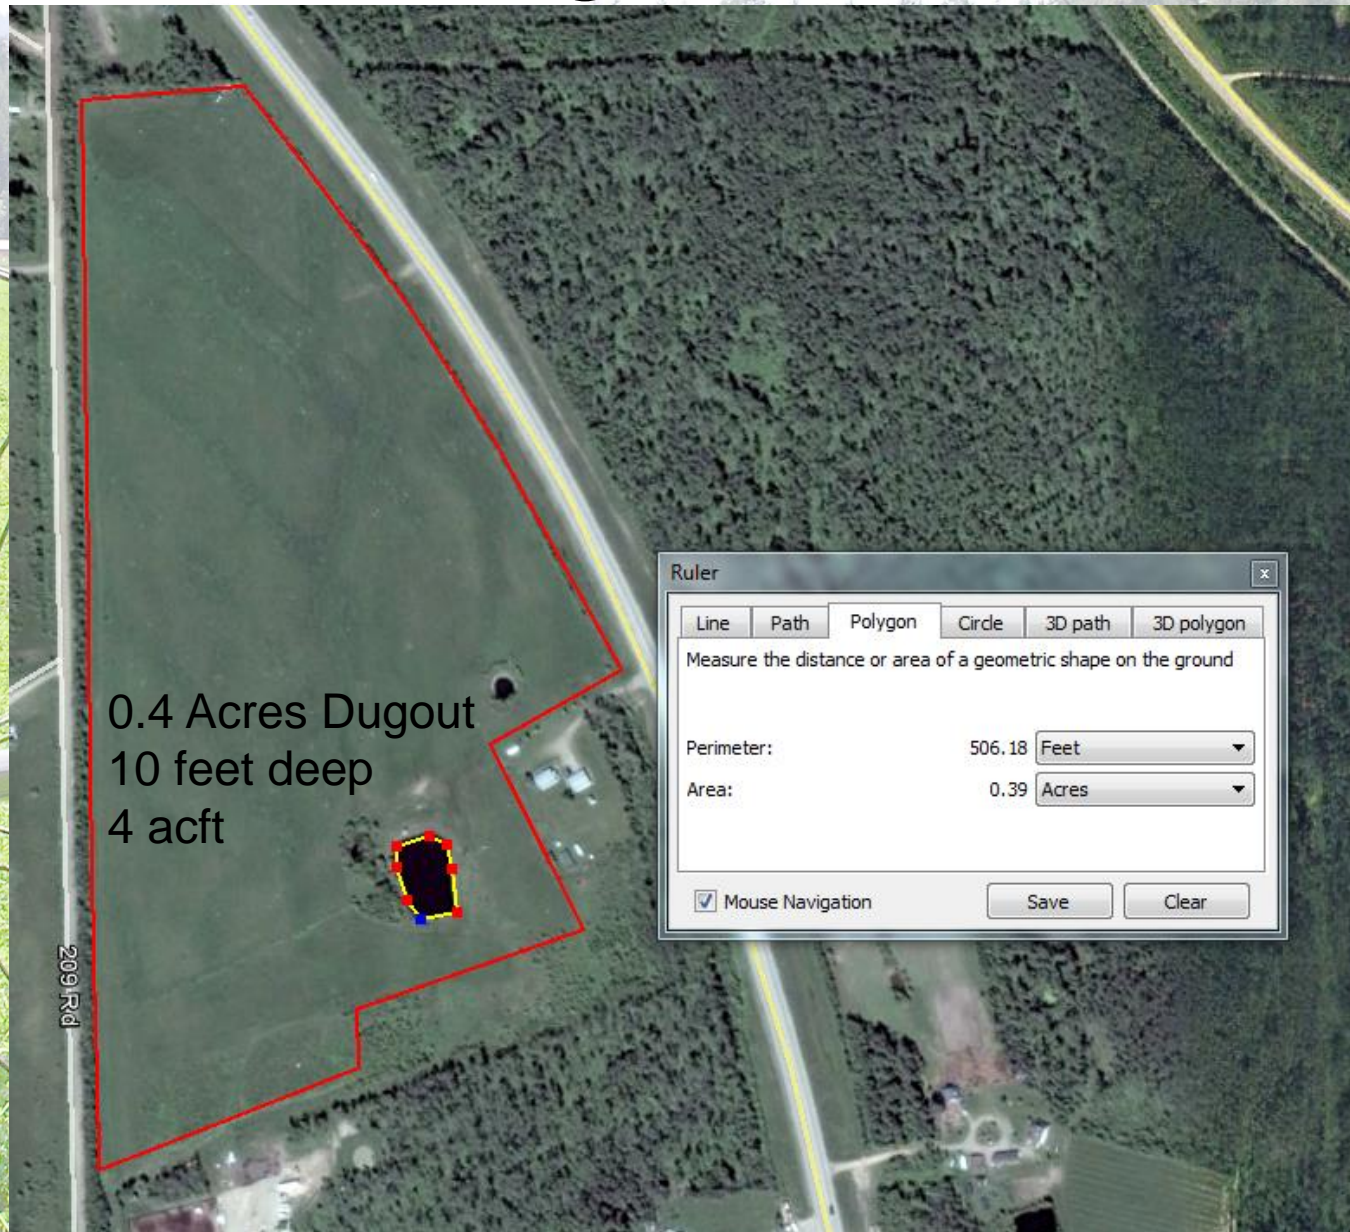 Ruler
x
Line Path Polygon Circle 3D path 3D polygon
Measure the distance or area of a geometric shape on the ground
0.4 Acres Dugout
10 feet deep
4 acft
Perimeter: 506.18 Feet
Area: 0.39 Acres
Mouse Navigation Save Clear
209 Rd